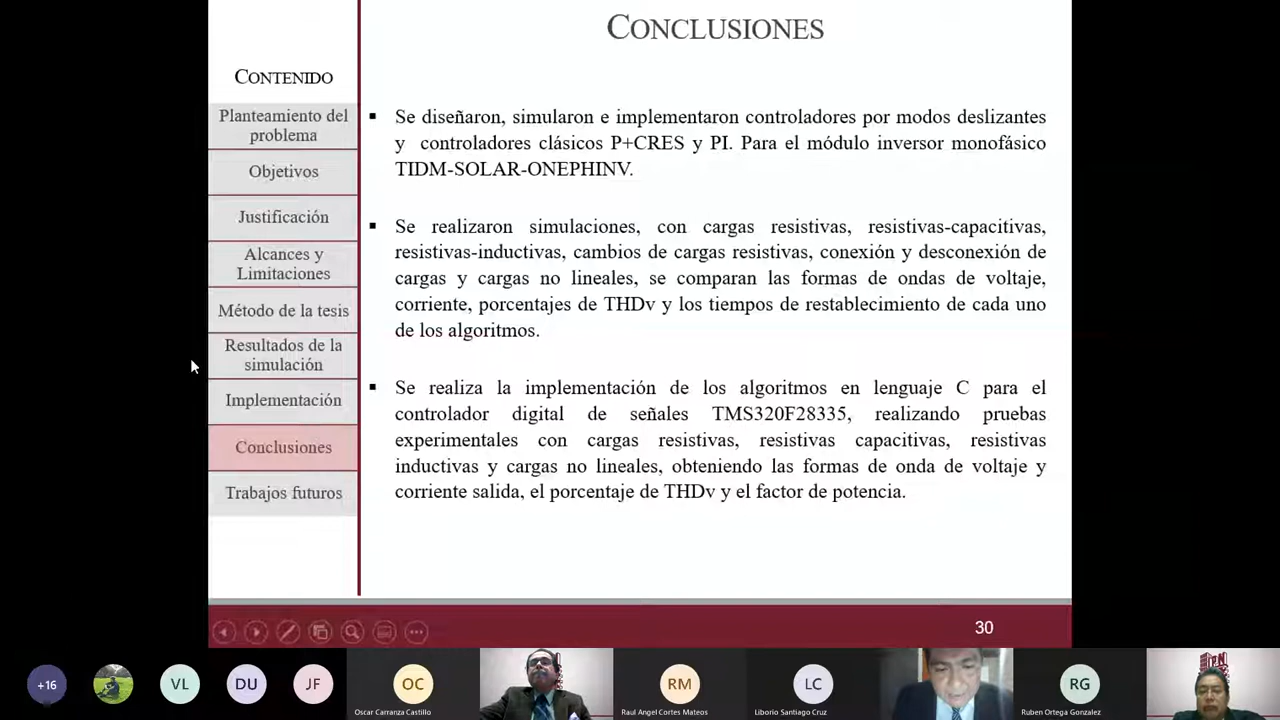 CONCLUSIONES
CONTENIDO
Planteamiento del
problema
Objetivos
Justificación
Alcances y
Limitaciones
Método de la tesis
Resultados de la
simulación
Implementación
Conclusiones
Trabajos futuros
▪ Se diseñaron, simularon e implementaron controladores por modos deslizantes
y controladores clásicos P+CRES y PI. Para el módulo inversor monofásico
TIDM-SOLAR-ONEPHINV.
▪ Se realizaron simulaciones, con cargas resistivas, resistivas-capacitivas,
resistivas-inductivas, cambios de cargas resistivas, conexión y desconexión de
cargas y cargas no lineales, se comparan las formas de ondas de voltaje,
corriente, porcentajes de THDv y los tiempos de restablecimiento de cada uno
de los algoritmos.
▪ Se realiza la implementación de los algoritmos en lenguaje C para el
controlador digital de señales TMS320F28335, realizando pruebas
experimentales con cargas resistivas, resistivas capacitivas, resistivas
inductivas y cargas no lineales, obteniendo las formas de onda de voltaje y
corriente salida, el porcentaje de THDv y el factor de potencia.
30
+16
VL
DU
JF
OC
Oscar Carranza Castillo
RM
Raul Angel Cortes Mateos
LC
Liborio Santiago Cruz
RG
Ruben Ortega Gonzalez